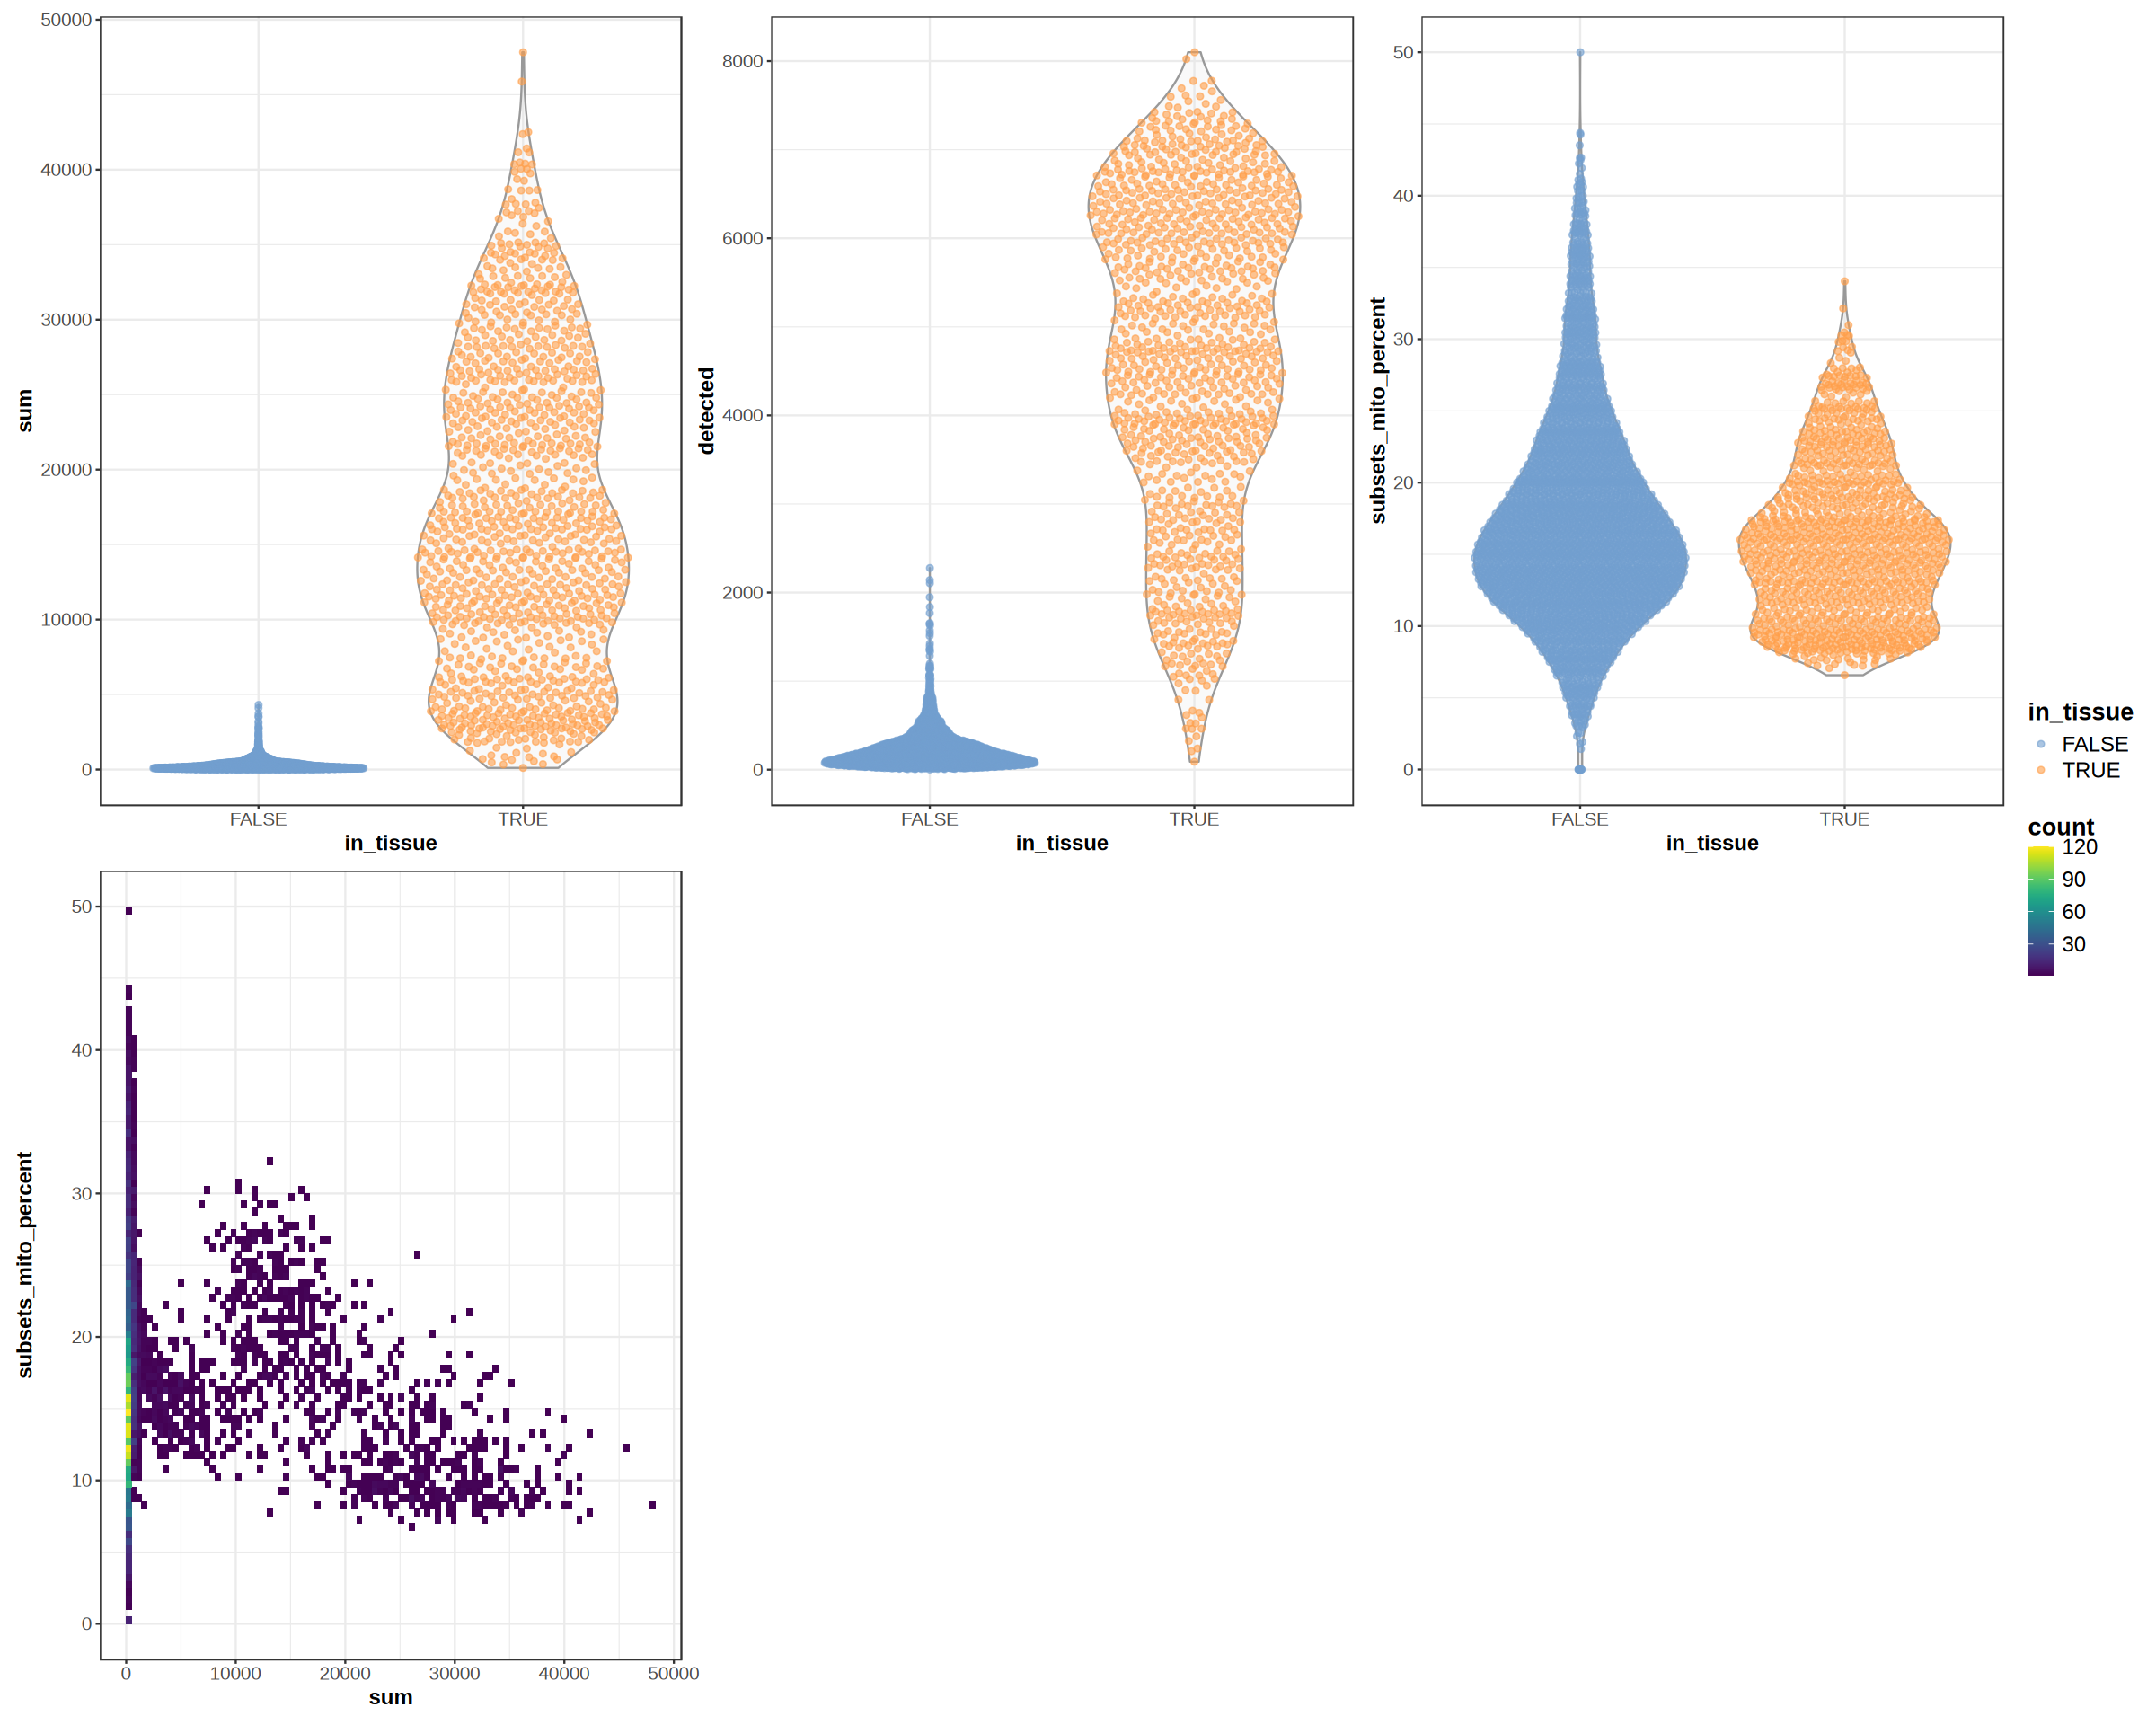 50000
40000
30000
20000
10000
0
sum
FALSE
TRUE
in_tissue
8000
6000
4000
2000
0
detected
FALSE
TRUE
in_tissue
50
40
30
20
10
0
subsets_mito_percent
FALSE
TRUE
in_tissue
in_tissue
FALSE
TRUE
count
120
90
60
30
50
40
30
20
10
0
subsets_mito_percent
0
10000
20000
30000
40000
50000
sum